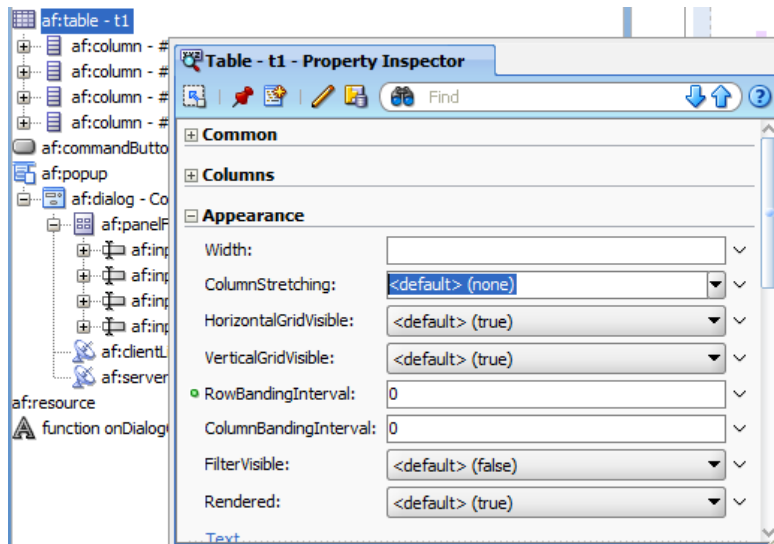 af:table - t1
af:column - #
af:column - #
af:column - #
af:column - #
af:commandButto
af:popup
af:dialog - Co
af:panelF
af:inp
af:inp
af:inp
af:inp
af:clientL
af:server
af:resource
function onDialog
Table - t1 - Property Inspector
Find
Common
Columns
Appearance
Width:
ColumnStretching: <default> (none)
HorizontalGridVisible: <default> (true)
VerticalGridVisible: <default> (true)
RowBandingInterval: 0
ColumnBandingInterval: 0
FilterVisible: <default> (false)
Rendered: <default> (true)
Text